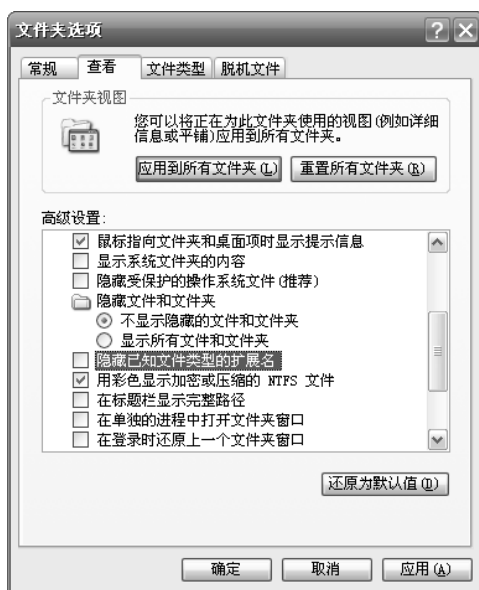 文件夹选项
常规 查看 文件类型 脱机文件
文件夹视图
您可以将正在为此文件夹使用的视图(例如详细
信息或平铺)应用到所有文件夹。
应用到所有文件夹(L) 重置所有文件夹(R)
高级设置:
鼠标指向文件夹和桌面项时显示提示信息
显示系统文件夹的内容
隐藏受保护的操作系统文件(推荐)
隐藏文件和文件夹
不显示隐藏的文件和文件夹
显示所有文件和文件夹
隐藏已知文件类型的扩展名
用彩色显示加密或压缩的 NTFS 文件
在标题栏显示完整路径
在单独的进程中打开文件夹窗口
在登录时还原上一个文件夹窗口
还原为默认值(D)
确定 取消 应用(A)